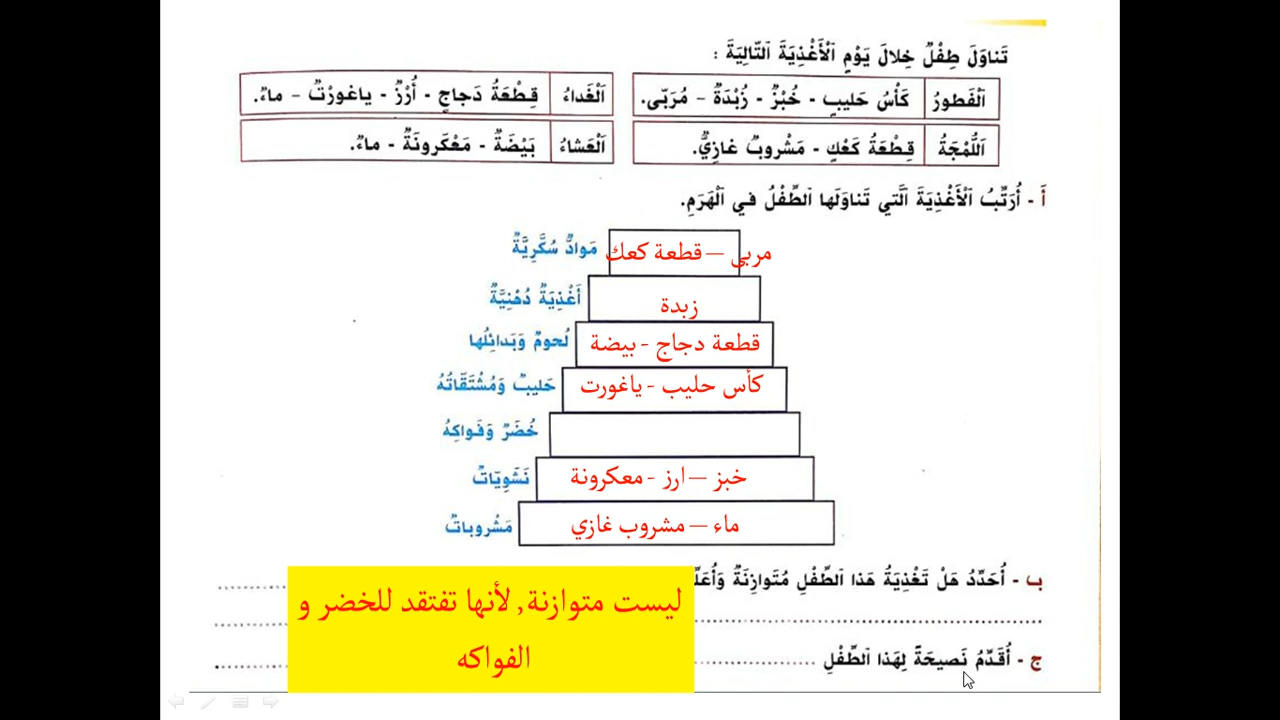 تَناوَلَ طِفْلٌ خِلالَ يَوْمٍ ٱلْأَغْذِيَةَ ٱلتّالِيَةَ :
ٱلْفَطورُ كَأْسُ حَليبٍ - خُبْزٌ - زُبْدَةٌ - مُرَبّى.
ٱلْغَداءُ قِطْعَةُ دَجاجٍ - أُرْزٌ - ياغورْتٌ - ماءٌ.
ٱللُّمْجَةُ قِطْعَةُ كَعْكٍ - مَشْروبٌ غازِيٌّ.
ٱلْعَشاءُ بَيْضَةٌ - مَعْكَرونَةٌ - ماءٌ.
أ - أُرَتِّبُ ٱلْأَغْذِيَةَ ٱلَّتي تَناوَلَها ٱلطِّفْلُ في ٱلْهَرَمِ.
مربى – قطعة كعك مَوادٌّ سُكَّرِيَّةٌ
زبدة أَغْذِيَةٌ دُهْنِيَّةٌ
قطعة دجاج - بيضة لُحومٌ وَبَدائِلُها
كأس حليب - ياغورت حَليبٌ وَمُشْتَقّاتُهُ
خُضَرٌ وَفَواكِهُ
خبز – ارز - معكرونة نَشَوِيّاتٌ
ماء – مشروب غازي مَشْروباتٌ
ب - أُحَدِّدُ هَلْ تَغْذِيَةُ هَذا ٱلطِّفْلِ مُتَوازِنَةٌ
ليست متوازنة, لأنها تفتقد للخضر و
الفواكه
ج - أُقَدِّمُ نَصيحَةً لِهَذا ٱلطِّفْلِ